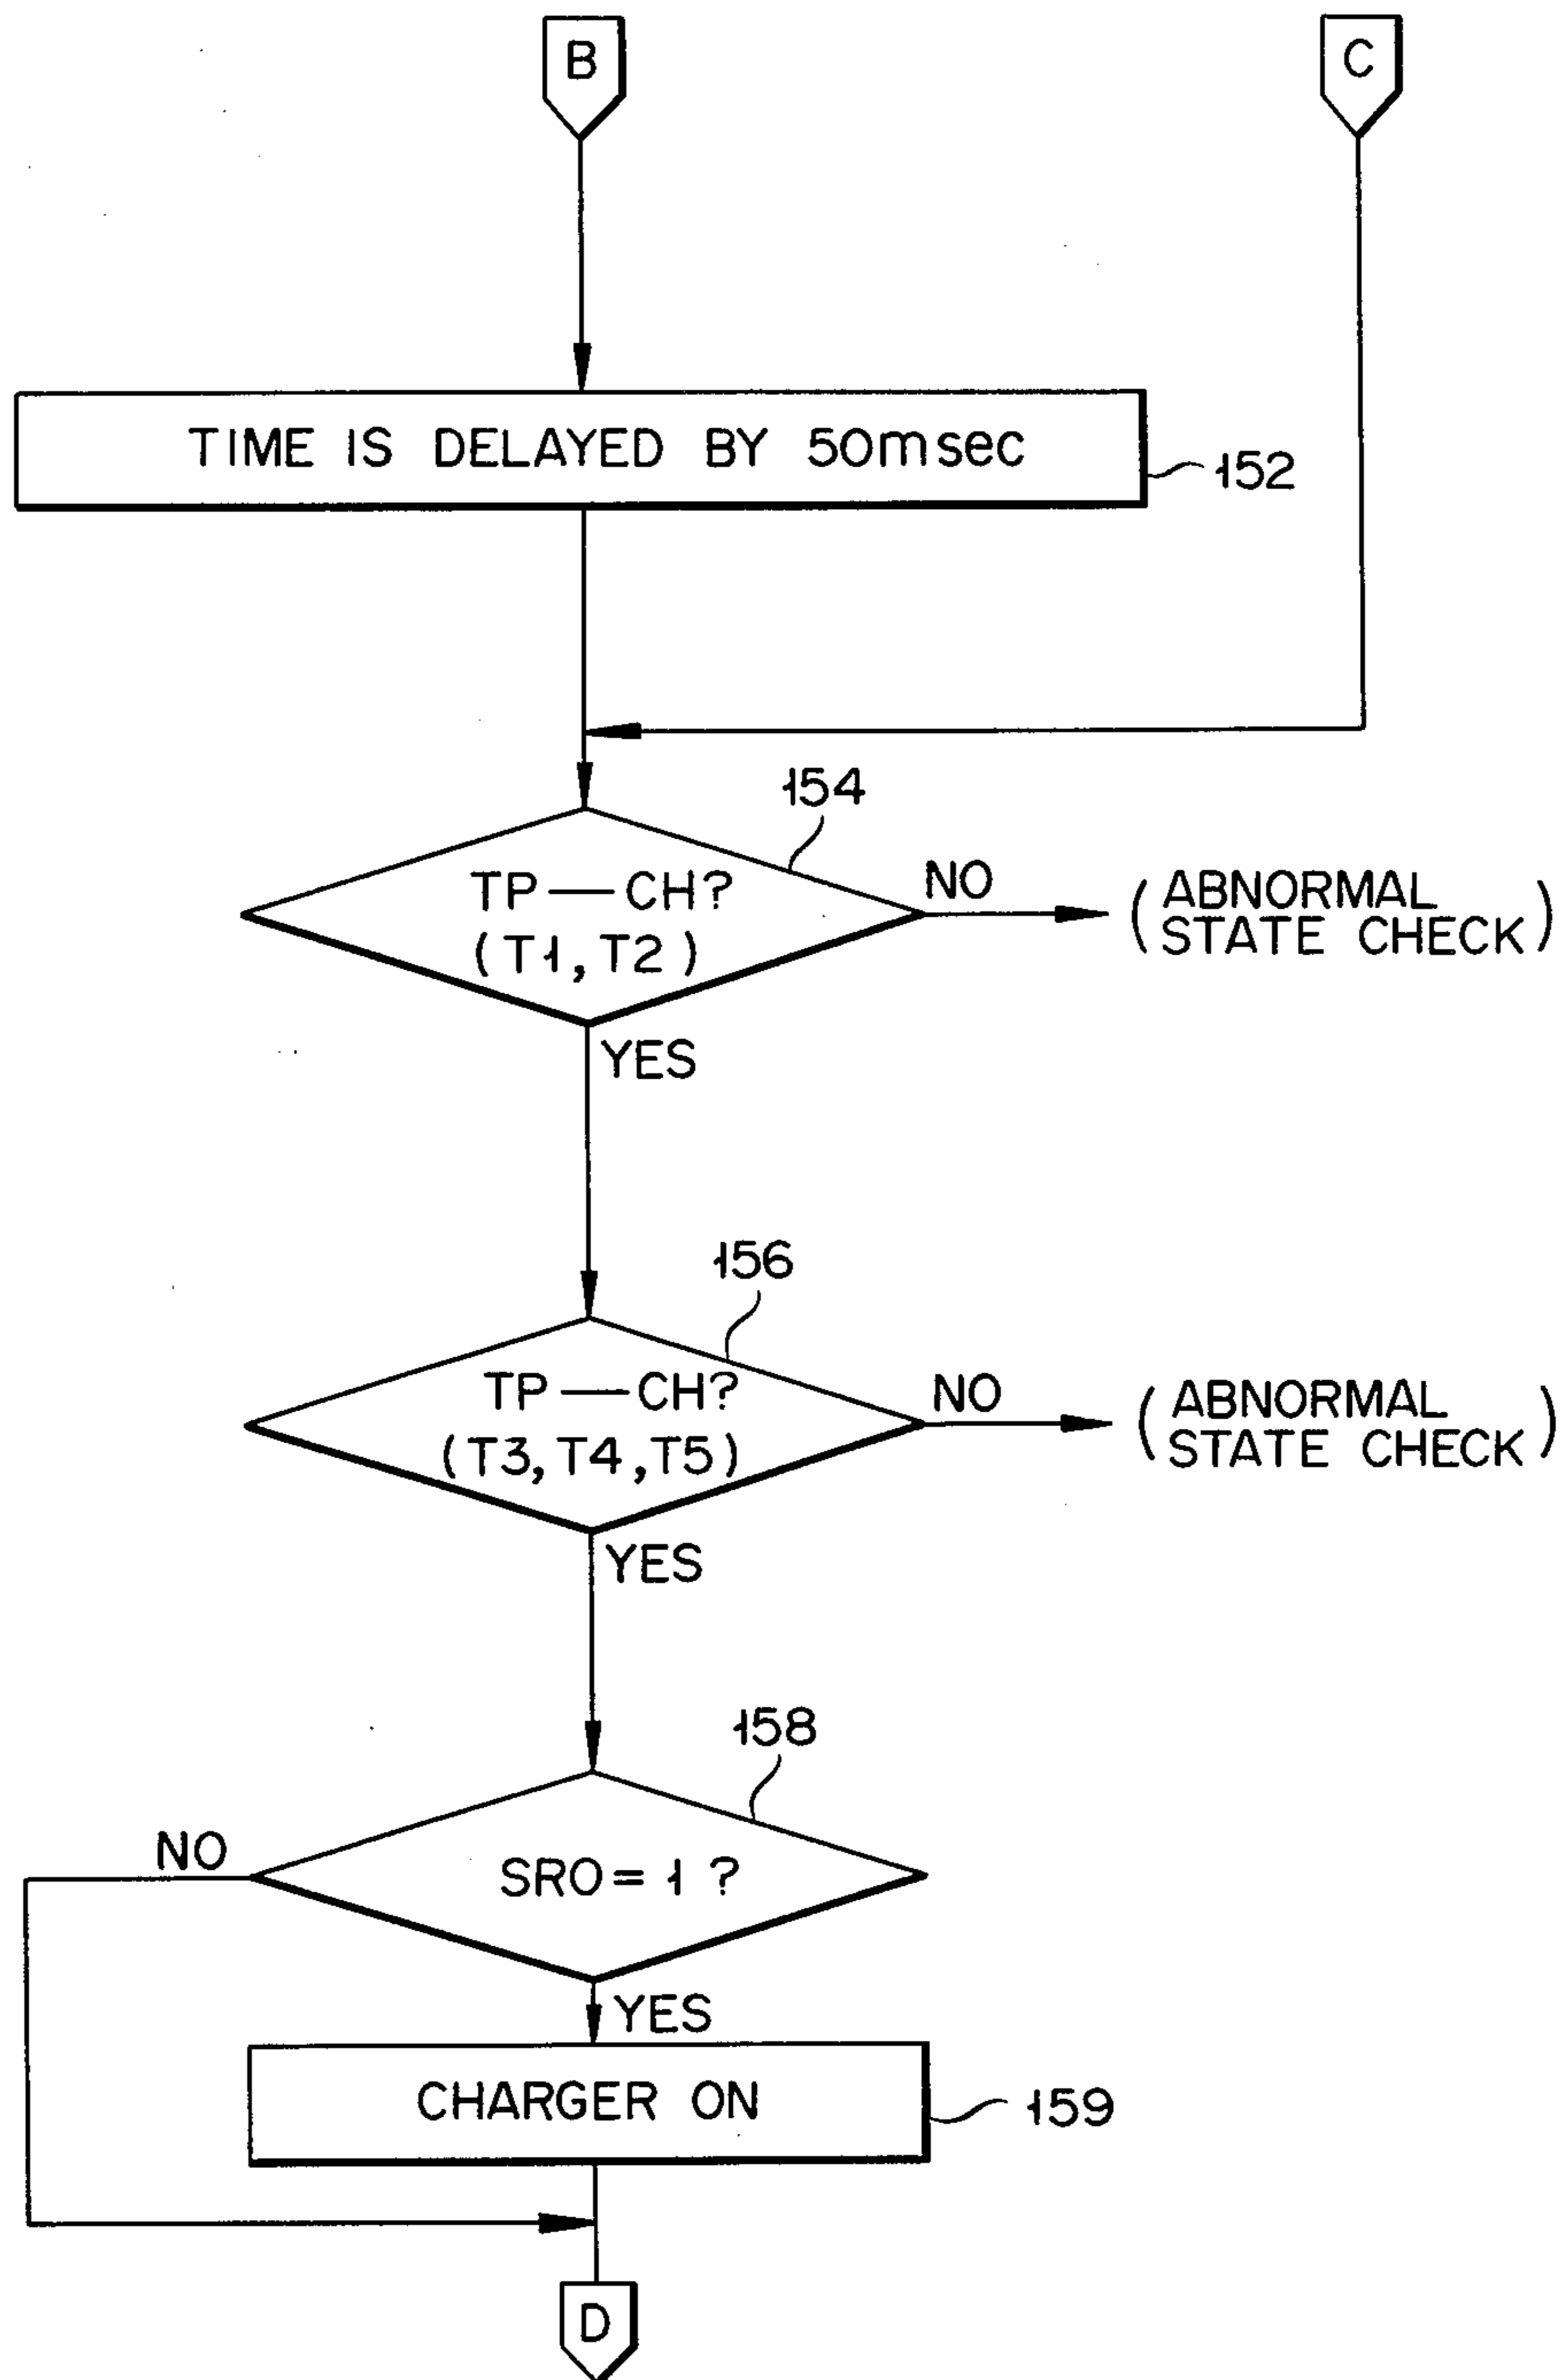 B
C
TIME IS DELAYED BY 50msec
152
154
TP — CH?
(T1, T2)
NO
(ABNORMAL
STATE CHECK)
YES
156
TP — CH?
(T3, T4, T5)
NO
(ABNORMAL
STATE CHECK)
YES
158
NO
SRO = 1 ?
YES
CHARGER ON
159
D